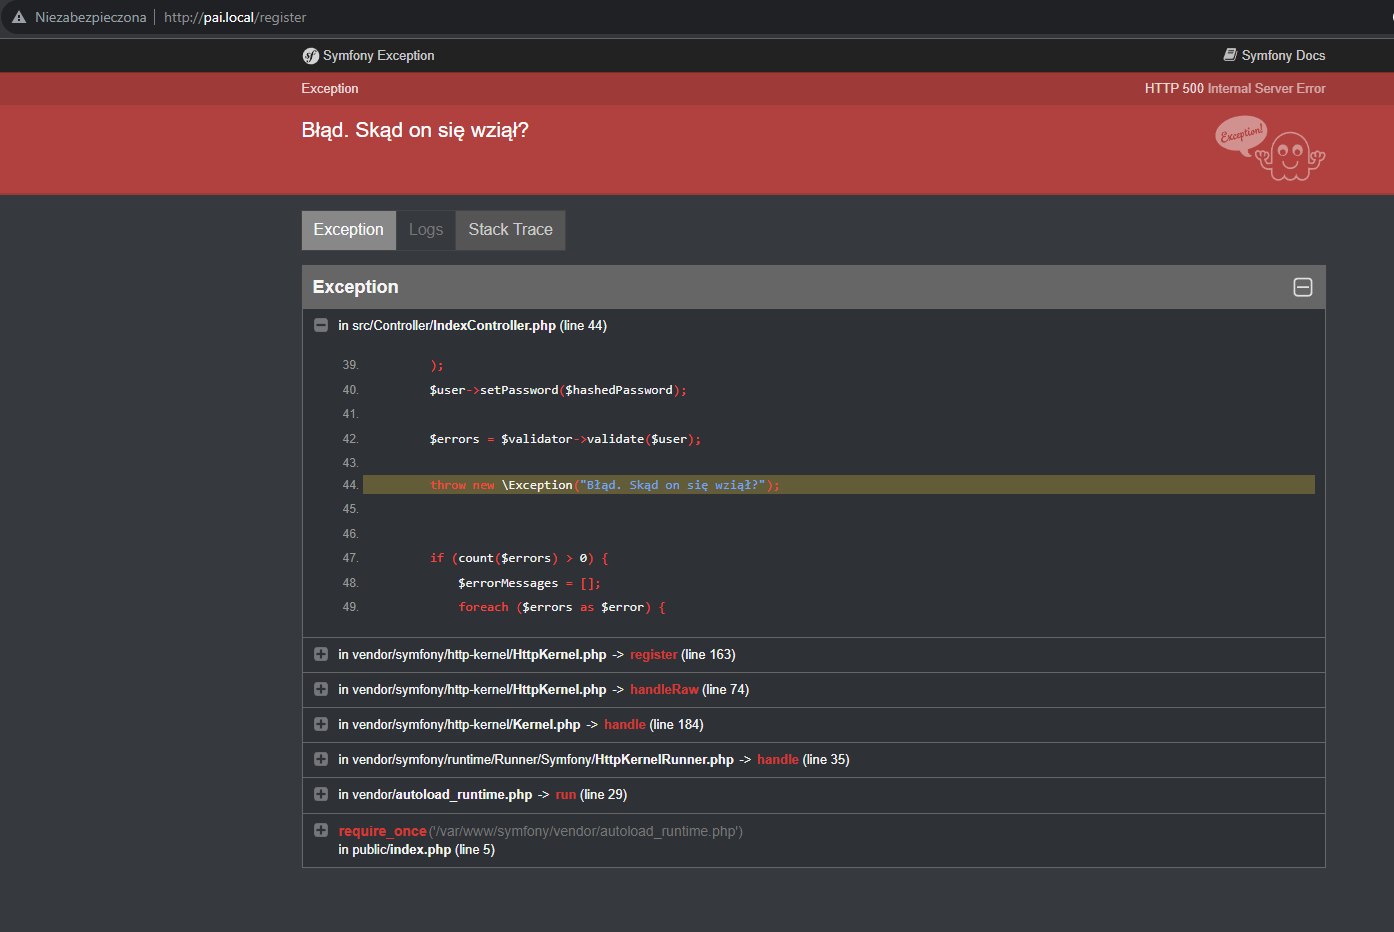 Niezabezpieczona http://pai.local/register
sf Symfony Exception Symfony Docs
Exception HTTP 500 Internal Server Error
Błąd. Skąd on się wziął?
Exception!
Exception Logs Stack Trace
Exception
in src/Controller/IndexController.php (line 44)
39. );
40. $user->setPassword($hashedPassword);
41.
42. $errors = $validator->validate($user);
43.
44. throw new \Exception("Błąd. Skąd on się wziął?");
45.
46.
47. if (count($errors) > 0) {
48. $errorMessages = [];
49. foreach ($errors as $error) {
in vendor/symfony/http-kernel/HttpKernel.php -> register (line 163)
in vendor/symfony/http-kernel/HttpKernel.php -> handleRaw (line 74)
in vendor/symfony/http-kernel/Kernel.php -> handle (line 184)
in vendor/symfony/runtime/Runner/Symfony/HttpKernelRunner.php -> handle (line 35)
in vendor/autoload_runtime.php -> run (line 29)
require_once('/var/www/symfony/vendor/autoload_runtime.php')
in public/index.php (line 5)